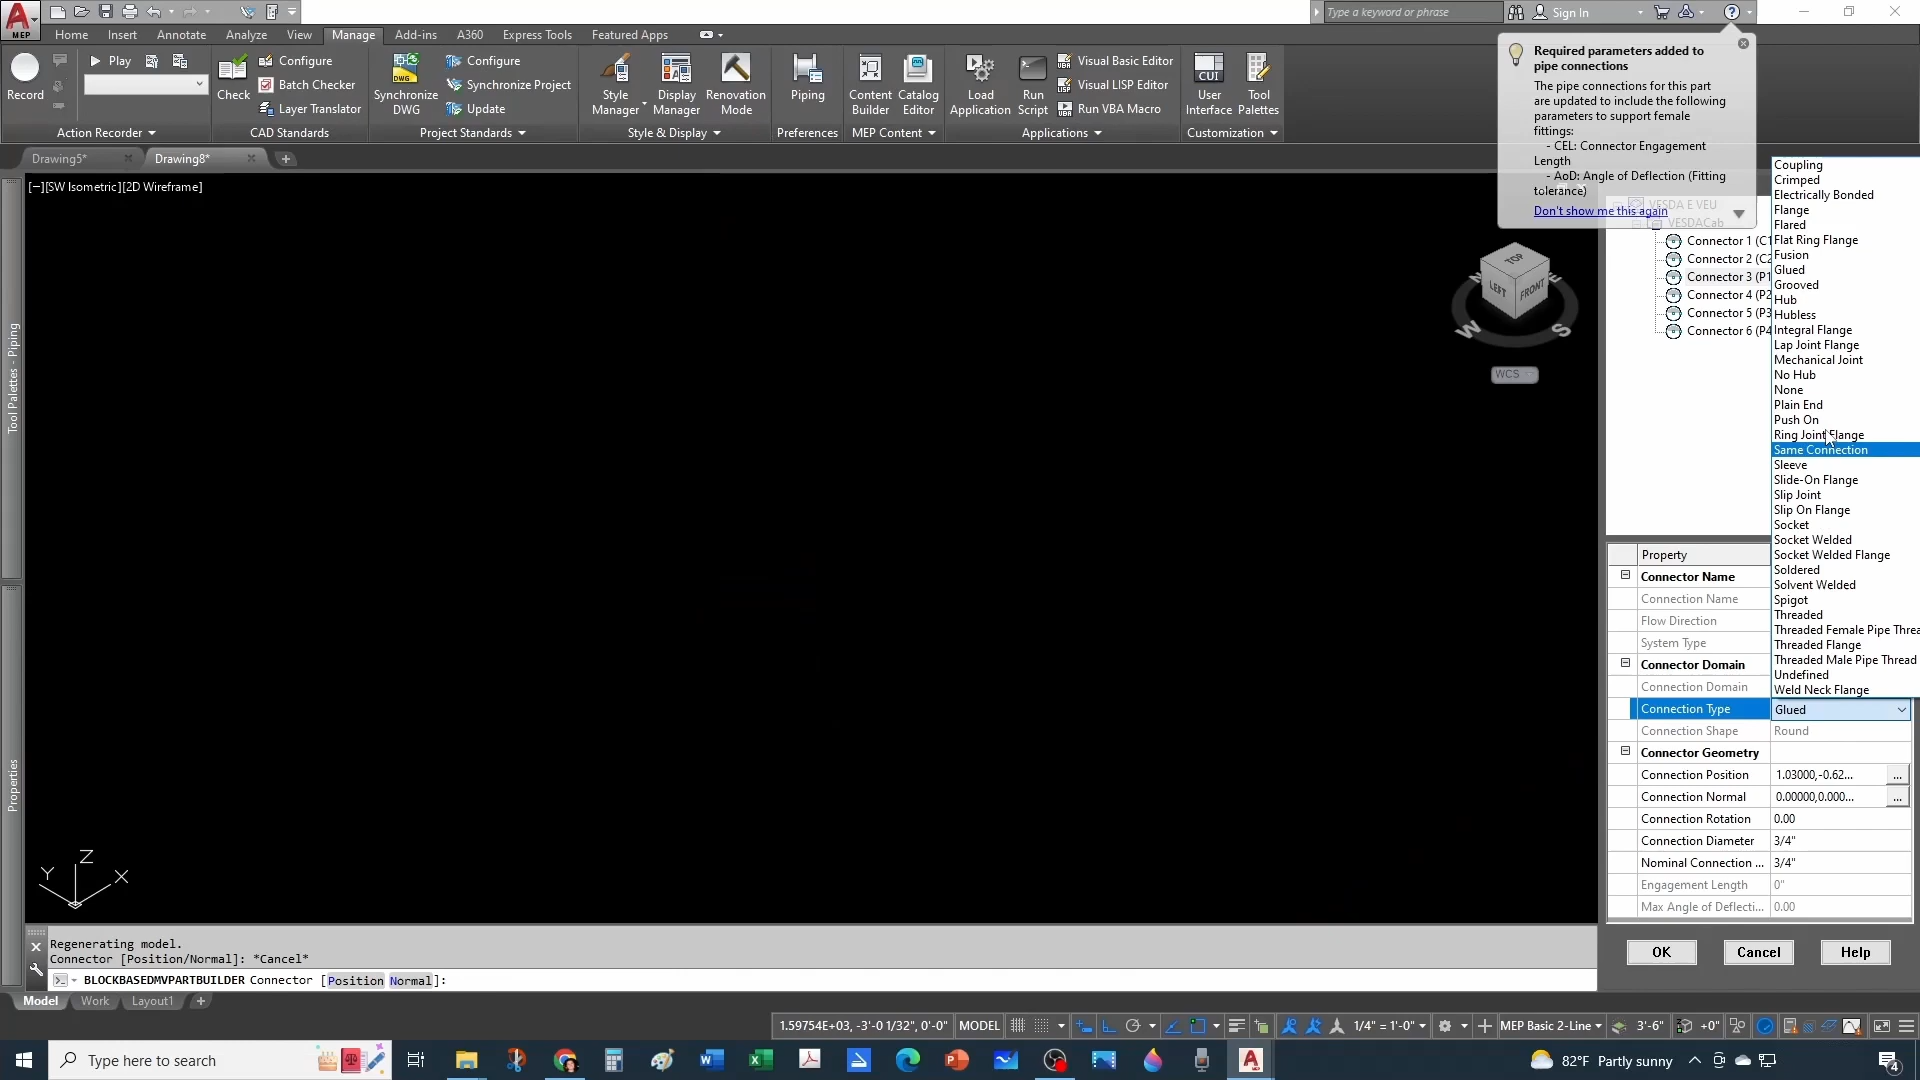 Type a keyword or phrase
Sign In
MEP
Home Insert Annotate Analyze View Manage Add-ins A360 Express Tools Featured Apps
Record
Play
Check
Configure
Batch Checker
Layer Translator
DWG
Synchronize DWG
Configure
Synchronize Project
Update
Style Manager
Display Manager
Renovation Mode
Piping
Content Builder
Catalog Editor
Load Application
Run Script
Visual Basic Editor
Visual LISP Editor
Run VBA Macro
CUI
User Interface
Tool Palettes
Action Recorder
CAD Standards
Project Standards
Style & Display
Preferences
MEP Content
Applications
Customization
Drawing5*
Drawing8*
[−][SW Isometric][2D Wireframe]
Required parameters added to
pipe connections
The pipe connections for this part
are updated to include the following
parameters to support female
fittings:
- CEL: Connector Engagement
Length
- AoD: Angle of Deflection (Fitting
tolerance)
Don't show me this again
VESDA E VEU
VESDACab
Connector 1 (C1
Connector 2 (C2
Connector 3 (P1
Connector 4 (P2
Connector 5 (P3
Connector 6 (P4
Coupling
Crimped
Electrically Bonded
Flange
Flared
Flat Ring Flange
Fusion
Glued
Grooved
Hub
Hubless
Integral Flange
Lap Joint Flange
Mechanical Joint
No Hub
None
Plain End
Push On
Ring Joint Flange
Same Connection
Sleeve
Slide-On Flange
Slip Joint
Slip On Flange
Socket
Socket Welded
Socket Welded Flange
Soldered
Solvent Welded
Spigot
Threaded
Threaded Female Pipe Threa
Threaded Flange
Threaded Male Pipe Thread
Undefined
Weld Neck Flange
TOP
LEFT
FRONT
N
E
W
S
WCS
Tool Palettes - Piping
Properties
Property
Connector Name
Connection Name
Flow Direction
System Type
Connector Domain
Connection Domain
Connection Type Glued
Connection Shape Round
Connector Geometry
Connection Position 1.03000,-0.62... ...
Connection Normal 0.00000,0.000... ...
Connection Rotation 0.00
Connection Diameter 3/4"
Nominal Connection ... 3/4"
Engagement Length 0"
Max Angle of Deflecti... 0.00
OK Cancel Help
Z
Y
X
Regenerating model.
Connector [Position/Normal]: *Cancel*
BLOCKBASEDMVPARTBUILDER Connector [Position Normal]:
Model Work Layout1
1.59754E+03, -3'-0 1/32", 0'-0" MODEL 1/4" = 1'-0" MEP Basic 2-Line 3'-6" +0"
Type here to search
82°F Partly sunny
4